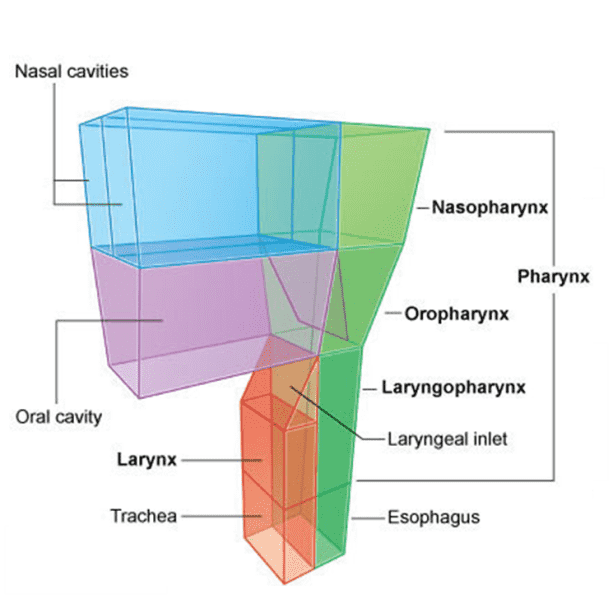 Nasal cavities
Nasopharynx
Pharynx
Oropharynx
Laryngopharynx
Oral cavity
Laryngeal inlet
Larynx
Trachea
Esophagus